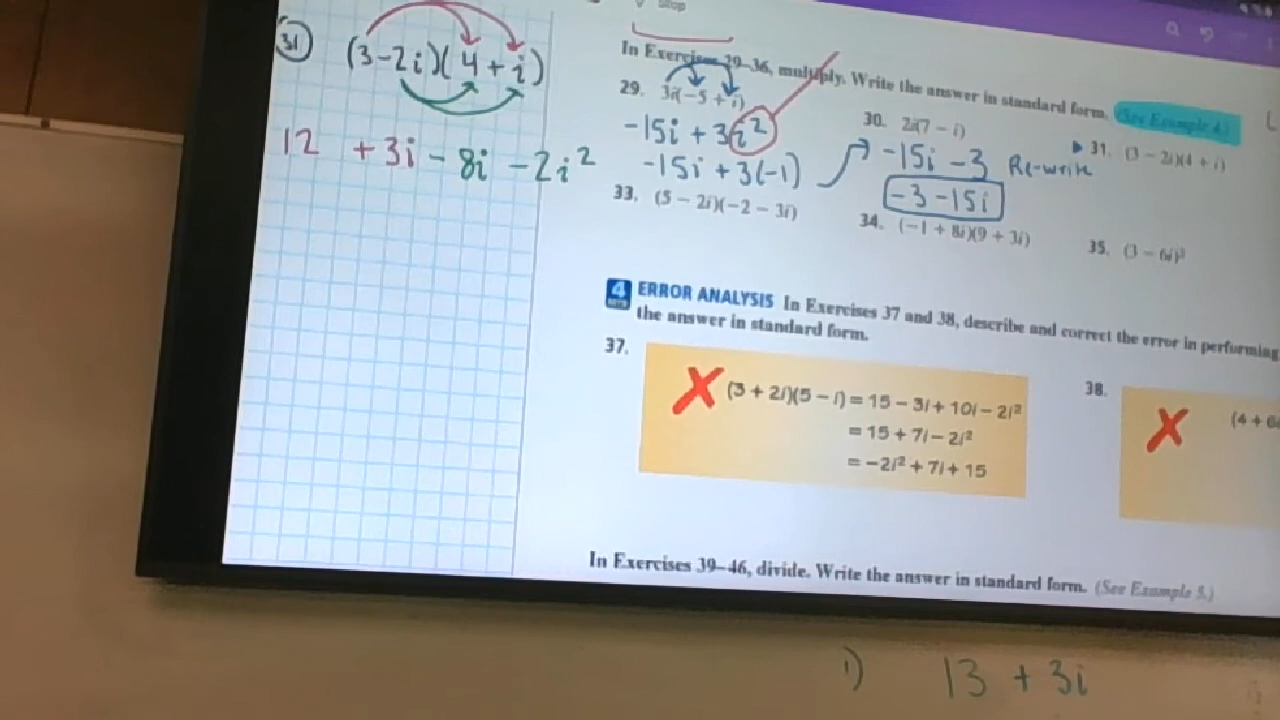 Stop
31 (3-2i)(4+i)
12 +3i -8i -2i²
In Exercises 29–36, multiply. Write the answer in standard form. (See Example 4.)
29. 3i(−5 + i)
-15i + 3i²
-15i + 3(-1)
30. 2i(7 − i)
-15i -3 Re-write
-3 -15i
31. (3 − 2i)(4 + i)
33. (5 − 2i)(−2 − 3i)
34. (−1 + 8i)(9 + 3i)
35. (3 − 6i)²
4 ERROR ANALYSIS In Exercises 37 and 38, describe and correct the error in performing
the answer in standard form.
37.
(3 + 2i)(5 − i) = 15 − 3i + 10i − 2i²
= 15 + 7i − 2i²
= −2i² + 7i + 15
38.
(4 + 6i
In Exercises 39–46, divide. Write the answer in standard form. (See Example 5.)
1) 13 + 3i